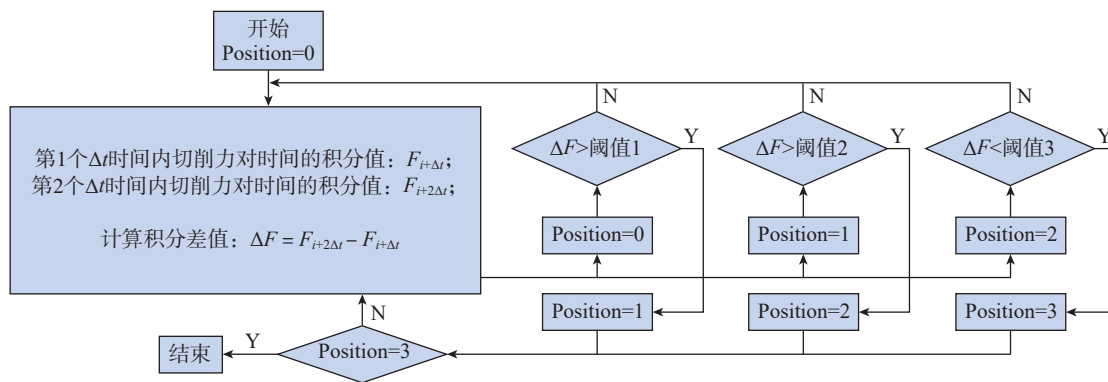 开始
Position=0
N
N
N
ΔF>阈值1
Y
ΔF>阈值2
Y
ΔF<阈值3
Y
第1个Δt时间内切削力对时间的积分值：F_{i+Δt}；
第2个Δt时间内切削力对时间的积分值：F_{i+2Δt}；
计算积分差值：ΔF = F_{i+2Δt} − F_{i+Δt}
Position=0
Position=1
Position=2
Position=1
Position=2
Position=3
N
Position=3
Y
结束